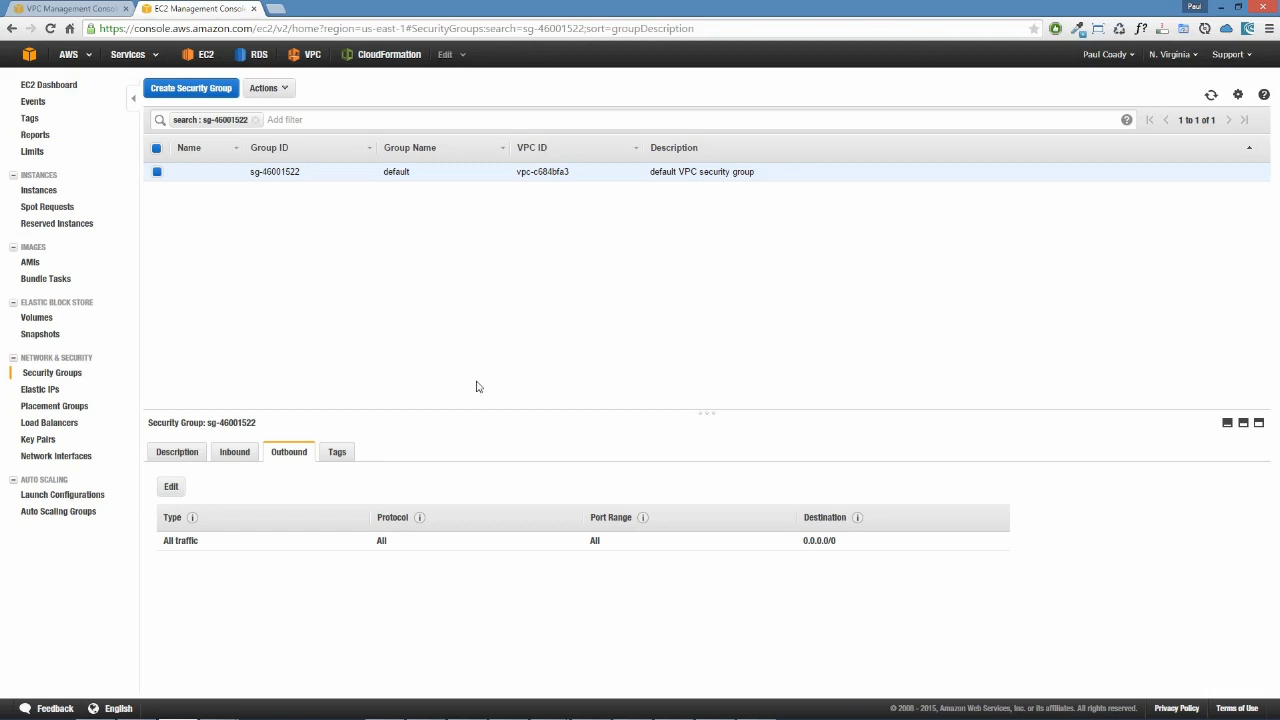 VPC Management Consol
EC2 Management Consol
Paul
https://console.aws.amazon.com/ec2/v2/home?region=us-east-1#SecurityGroups:search=sg-46001522;sort=groupDescription
AWS Services EC2 RDS VPC CloudFormation Edit Paul Coady N. Virginia Support
EC2 Dashboard
Events
Tags
Reports
Limits
INSTANCES
Instances
Spot Requests
Reserved Instances
IMAGES
AMIs
Bundle Tasks
ELASTIC BLOCK STORE
Volumes
Snapshots
NETWORK & SECURITY
Security Groups
Elastic IPs
Placement Groups
Load Balancers
Key Pairs
Network Interfaces
AUTO SCALING
Launch Configurations
Auto Scaling Groups
Create Security Group Actions
search : sg-46001522 Add filter 1 to 1 of 1
Name Group ID Group Name VPC ID Description
sg-46001522 default vpc-c684bfa3 default VPC security group
Security Group: sg-46001522
Description Inbound Outbound Tags
Edit
Type Protocol Port Range Destination
All traffic All All 0.0.0.0/0
Feedback English © 2008 - 2015, Amazon Web Services, Inc. or its affiliates. All rights reserved. Privacy Policy Terms of Use